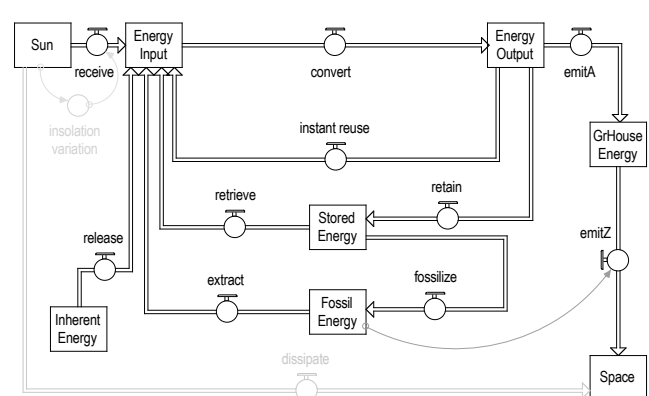 Sun
receive
Energy
Input
convert
Energy
Output
emitA
insolation
variation
instant reuse
GrHouse
Energy
retrieve
Stored
Energy
retain
release
emitZ
extract
Fossil
Energy
fossilize
Inherent
Energy
dissipate
Space